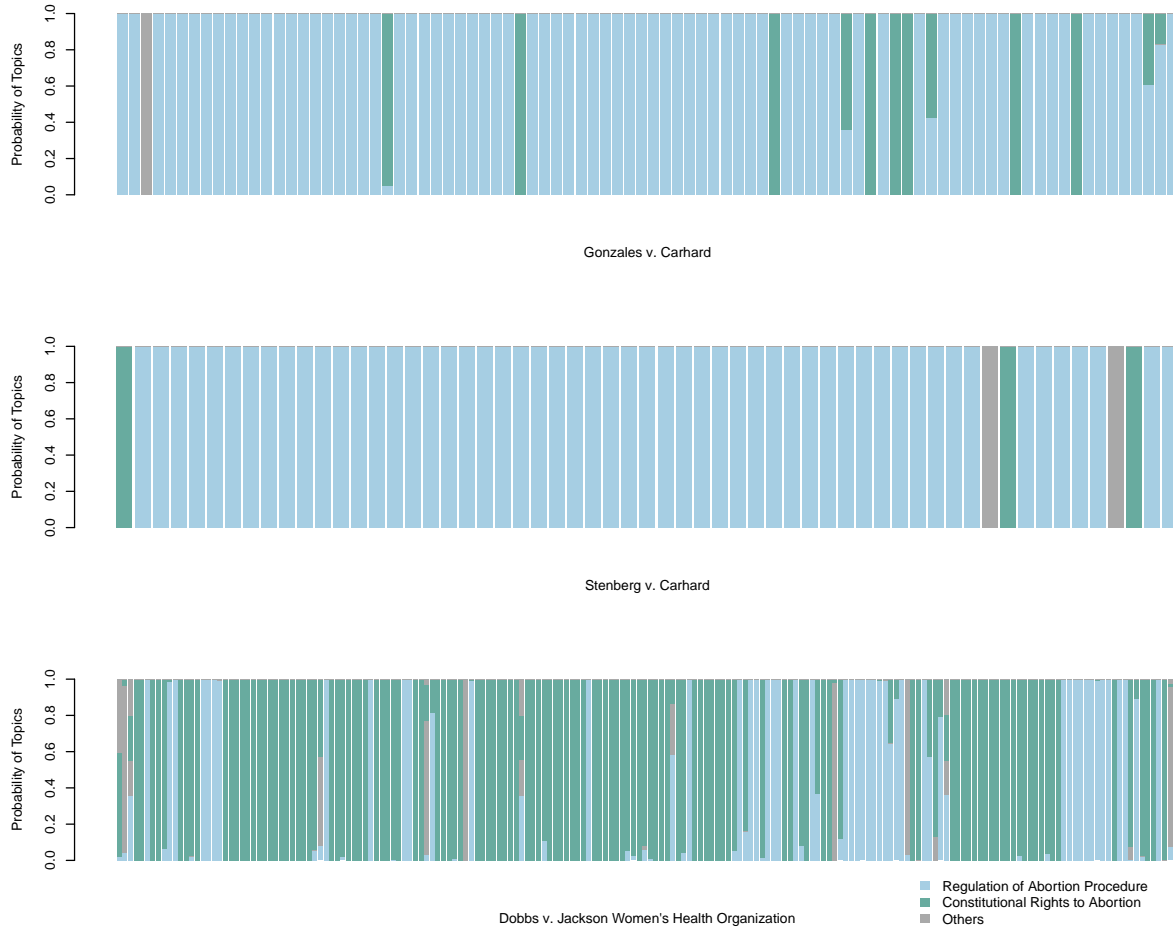 Probability of Topics
1.0
0.8
0.6
0.4
0.2
0.0
Gonzales v. Carhard
Probability of Topics
1.0
0.8
0.6
0.4
0.2
0.0
Stenberg v. Carhard
Probability of Topics
1.0
0.8
0.6
0.4
0.2
0.0
Regulation of Abortion Procedure
Constitutional Rights to Abortion
Others
Dobbs v. Jackson Women's Health Organization